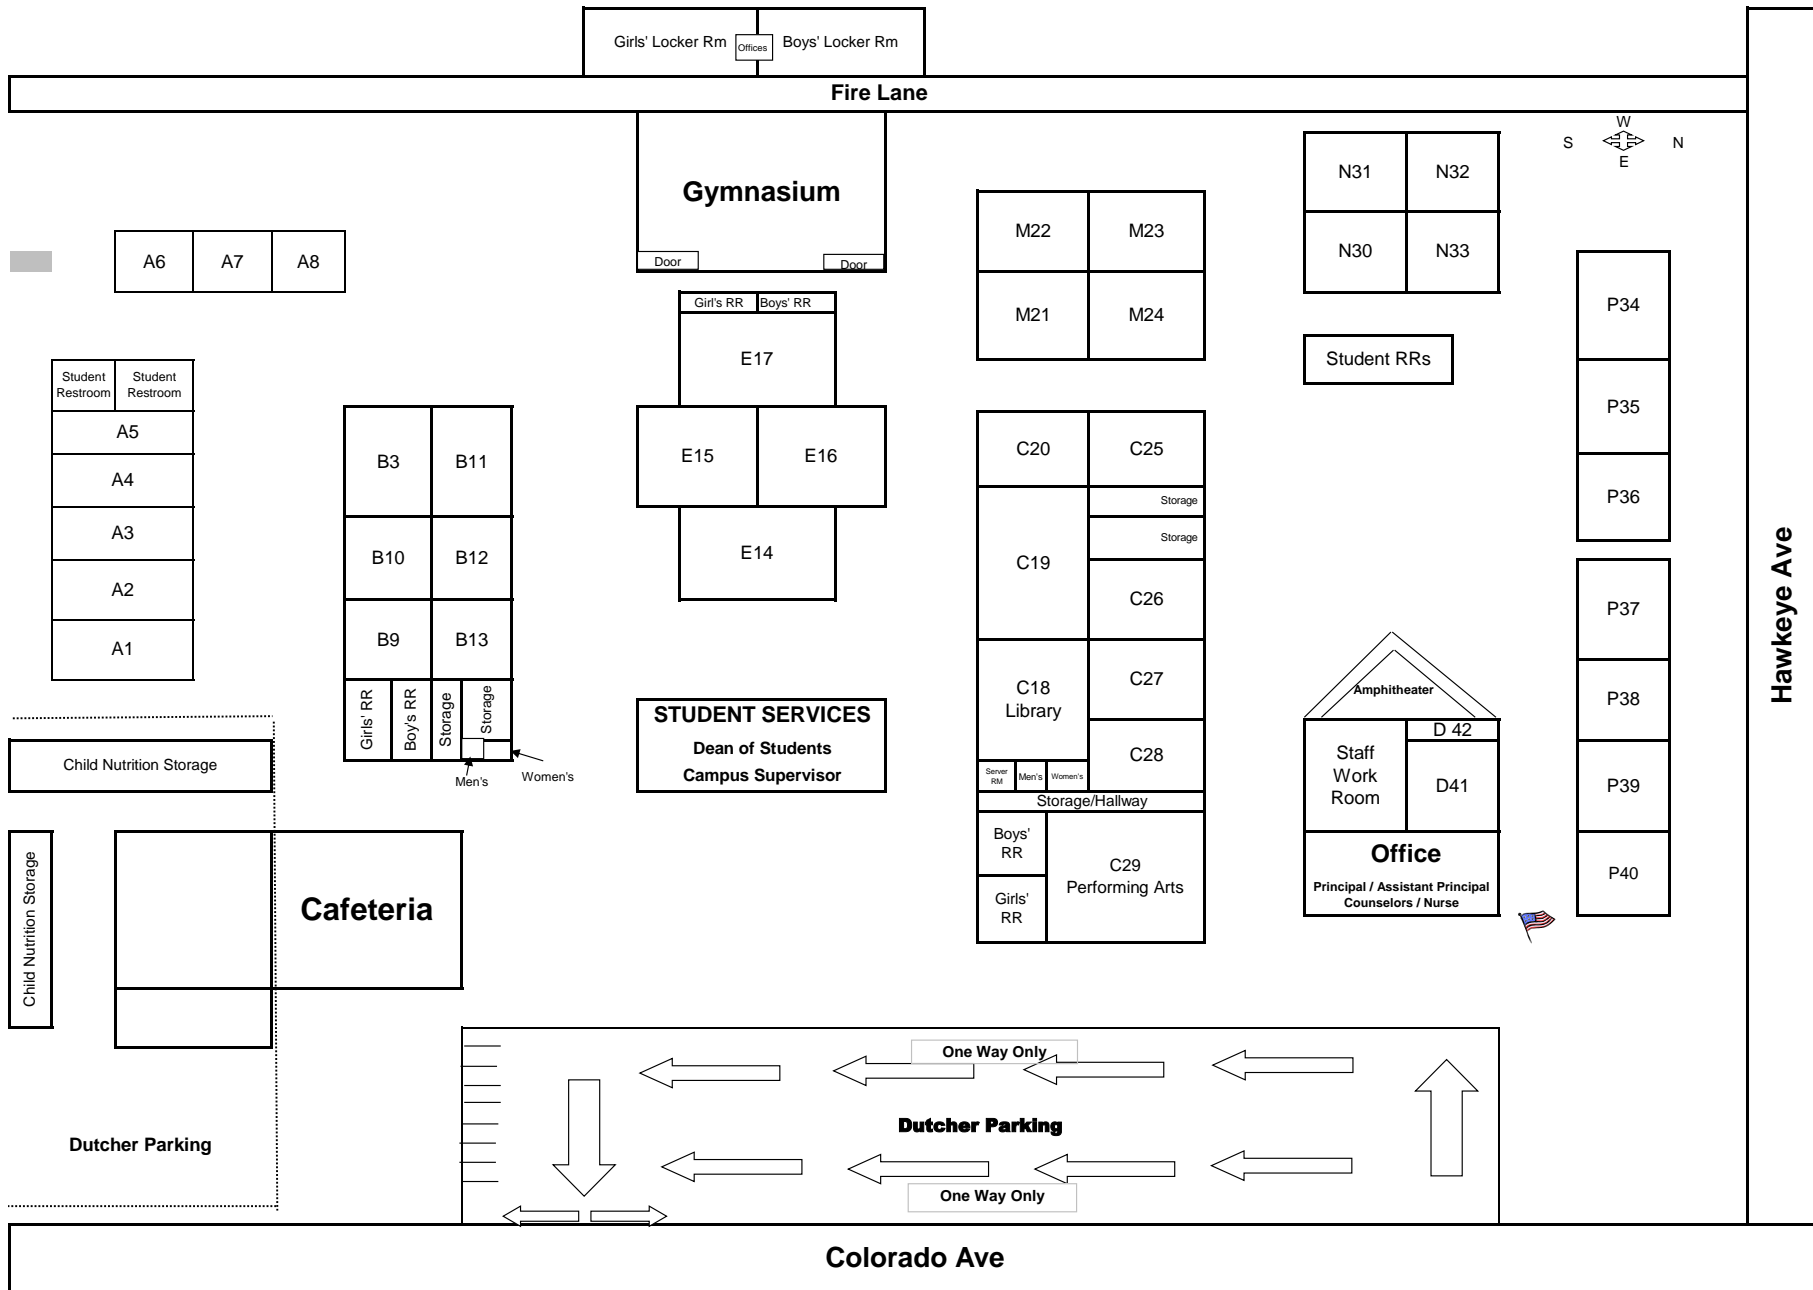 Girls' Locker Rm
Offices
Boys' Locker Rm
Fire Lane
W
S
N
E
Gymnasium
Door
Door
N31
N32
N30
N33
M22
M23
M21
M24
A6
A7
A8
Girl's RR
Boys' RR
E17
E15
E16
E14
Student RRs
P34
P35
P36
P37
P38
P39
P40
Hawkeye Ave
Student
Restroom
Student
Restroom
A5
A4
A3
A2
A1
B3
B11
B10
B12
B9
B13
Girls' RR
Boy's RR
Storage
Storage
Men's
Women's
C20
C25
Storage
Storage
C19
C26
C18
Library
C27
C28
Server
RM
Men's
Women's
Storage/Hallway
Boys'
RR
Girls'
RR
C29
Performing Arts
STUDENT SERVICES
Dean of Students
Campus Supervisor
Amphitheater
D 42
Staff
Work
Room
D41
Office
Principal / Assistant Principal
Counselors / Nurse
Child Nutrition Storage
Child Nutrition Storage
Cafeteria
One Way Only
Dutcher Parking
Dutcher Parking
One Way Only
Colorado Ave